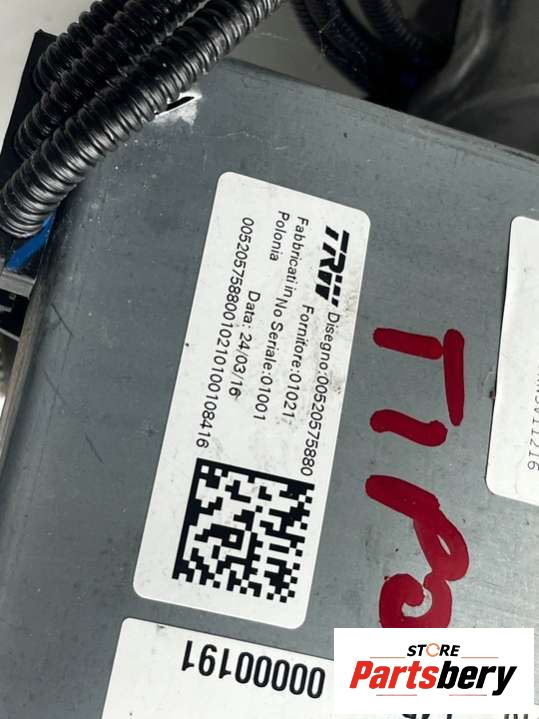 TRW Disegno:00520575880
Fornitore:01021
Fabbricati in No Seriale:01001
Polonia
Data: 24/03/16
00520575880010210100108416
TIPO
00000191
STORE
Partsbery